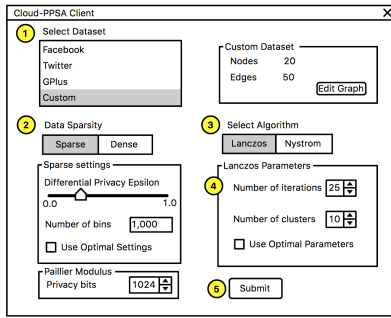 Cloud-PPSA Client
1 Select Dataset
Facebook
Twitter
GPlus
Custom
Custom Dataset
Nodes 20
Edges 50
Edit Graph
2 Data Sparsity
Sparse Dense
3 Select Algorithm
Lanczos Nystrom
Sparse settings
Differential Privacy Epsilon
0.0 1.0
Number of bins 1,000
Use Optimal Settings
Lanczos Parameters
4 Number of iterations 25
Number of clusters 10
Use Optimal Parameters
Paillier Modulus
Privacy bits 1024
5 Submit